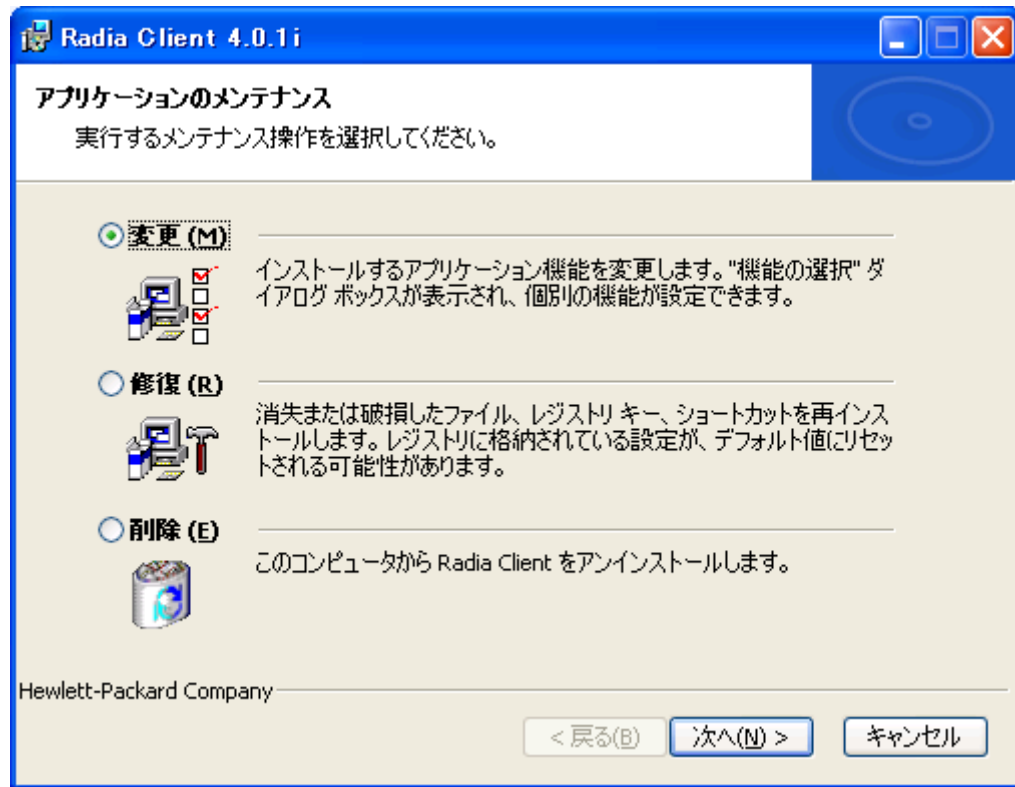 Radia Client 4.0.1i
アプリケーションのメンテナンス
実行するメンテナンス操作を選択してください。
変更 (M)
インストールするアプリケーション機能を変更します。"機能の選択" ダ
イアログ ボックスが表示され、個別の機能が設定できます。
修復 (R)
消失または破損したファイル、レジストリ キー、ショートカットを再インス
トールします。レジストリに格納されている設定が、デフォルト値にリセッ
トされる可能性があります。
削除 (E)
このコンピュータから Radia Client をアンインストールします。
Hewlett-Packard Company
< 戻る(B) 次へ(N) > キャンセル